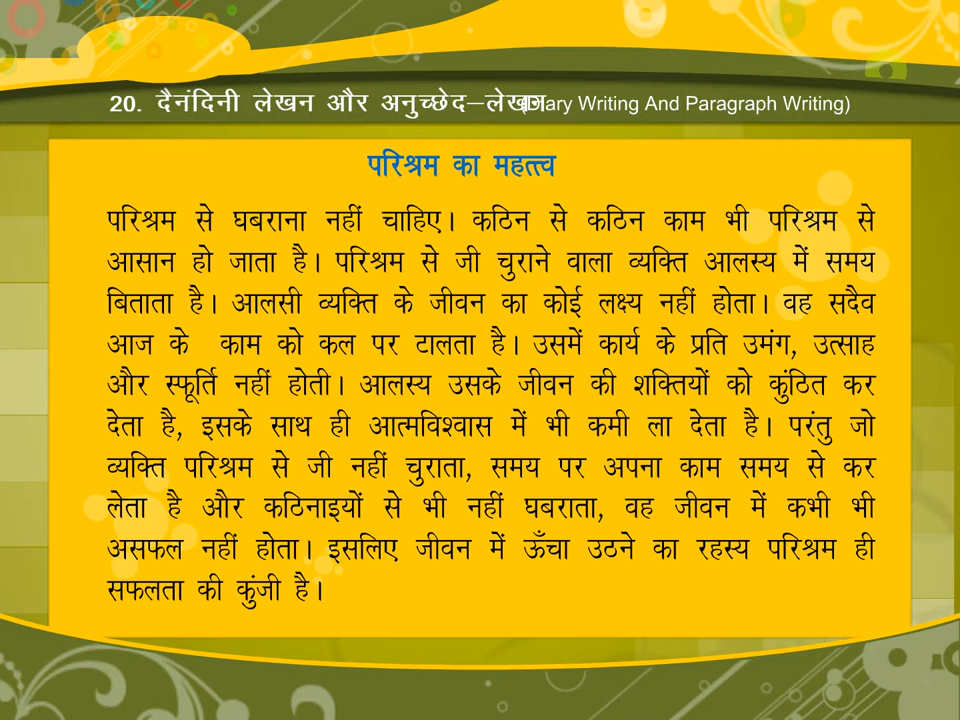 20. दैनंदिनी लेखन और अनुच्छेद–लेखन (Diary Writing And Paragraph Writing)
परिश्रम का महत्त्व
परिश्रम से घबराना नहीं चाहिए। कठिन से कठिन काम भी परिश्रम से
आसान हो जाता है। परिश्रम से जी चुराने वाला व्यक्ति आलस्य में समय
बिताता है। आलसी व्यक्ति के जीवन का कोई लक्ष्य नहीं होता। वह सदैव
आज के काम को कल पर टालता है। उसमें कार्य के प्रति उमंग, उत्साह
और स्फूर्ति नहीं होती। आलस्य उसके जीवन की शक्तियों को कुंठित कर
देता है, इसके साथ ही आत्मविश्वास में भी कमी ला देता है। परंतु जो
व्यक्ति परिश्रम से जी नहीं चुराता, समय पर अपना काम समय से कर
लेता है और कठिनाइयों से भी नहीं घबराता, वह जीवन में कभी भी
असफल नहीं होता। इसलिए जीवन में ऊँचा उठने का रहस्य परिश्रम ही
सफलता की कुंजी है।